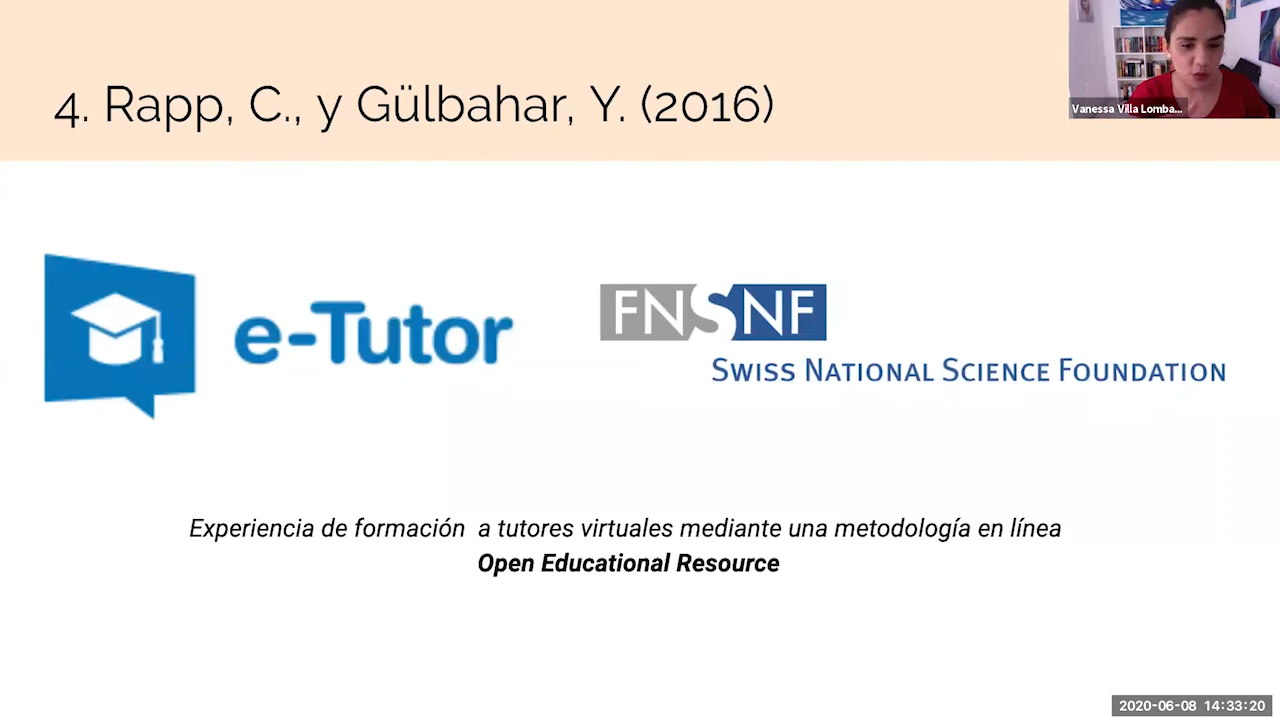 4. Rapp, C., y Gülbahar, Y. (2016)
Vanessa Villa Lomba...
e-Tutor
FNSNF
SWISS NATIONAL SCIENCE FOUNDATION
Experiencia de formación a tutores virtuales mediante una metodología en línea
Open Educational Resource
2020-06-08 14:33:20